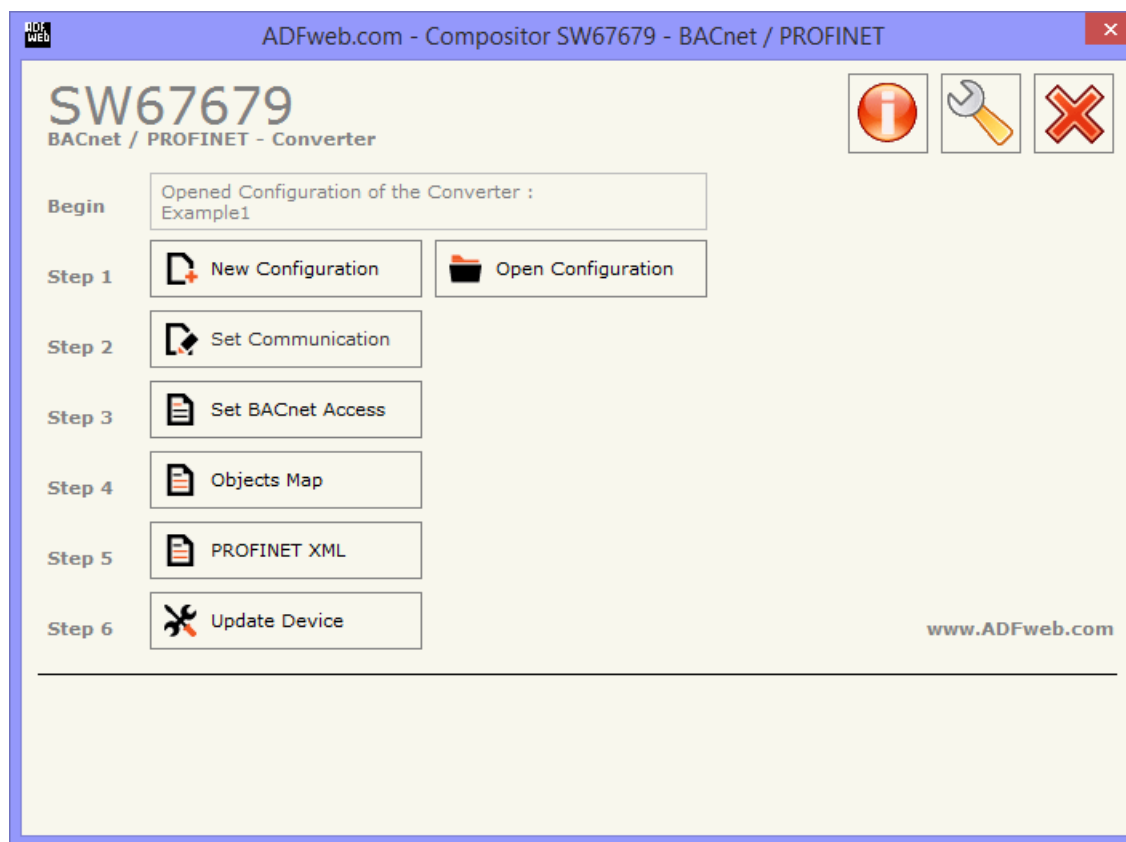 ADF
WEB
ADFweb.com - Compositor SW67679 - BACnet / PROFINET
SW67679
BACnet / PROFINET - Converter
Begin
Opened Configuration of the Converter :
Example1
Step 1
New Configuration
Open Configuration
Step 2
Set Communication
Step 3
Set BACnet Access
Step 4
Objects Map
Step 5
PROFINET XML
Step 6
Update Device
www.ADFweb.com